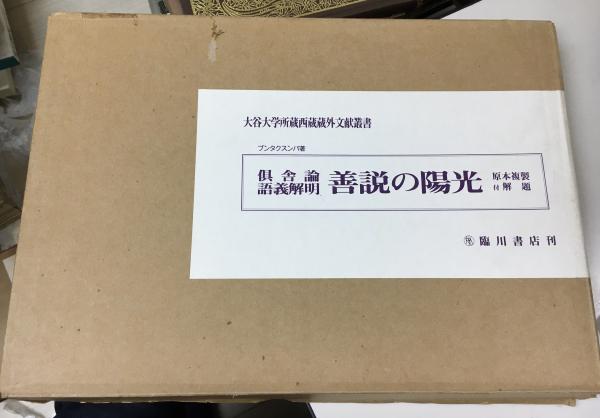 大谷大学所蔵西蔵蔵外文献叢書
プンタクスンパ著
倶舎論
語義解明
善説の陽光
原本複製
付解題
臨川書店刊